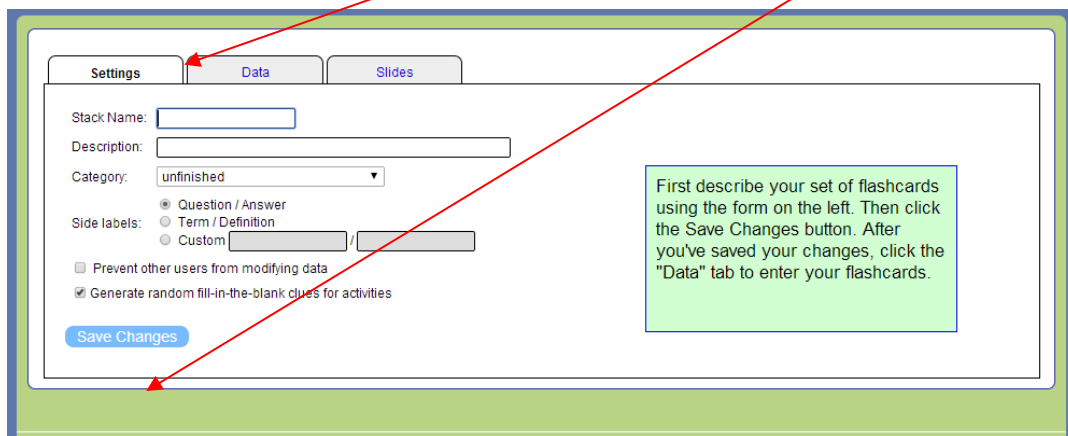 Settings Data Slides
Stack Name:
Description:
Category: unfinished
Question / Answer
Side labels: Term / Definition
Custom /
Prevent other users from modifying data
Generate random fill-in-the-blank clues for activities
Save Changes
First describe your set of flashcards
using the form on the left. Then click
the Save Changes button. After
you've saved your changes, click the
"Data" tab to enter your flashcards.